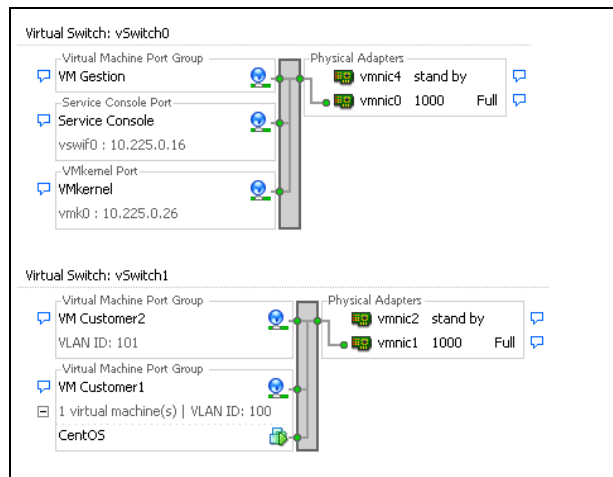 Virtual Switch: vSwitch0
Virtual Machine Port Group
VM Gestion
Physical Adapters
vmnic4 stand by
vmnic0 1000 Full
Service Console Port
Service Console
vswif0 : 10.225.0.16
VMkernel Port
VMkernel
vmk0 : 10.225.0.26
Virtual Switch: vSwitch1
Virtual Machine Port Group
VM Customer2
VLAN ID: 101
Physical Adapters
vmnic2 stand by
vmnic1 1000 Full
Virtual Machine Port Group
VM Customer1
1 virtual machine(s) | VLAN ID: 100
CentOS